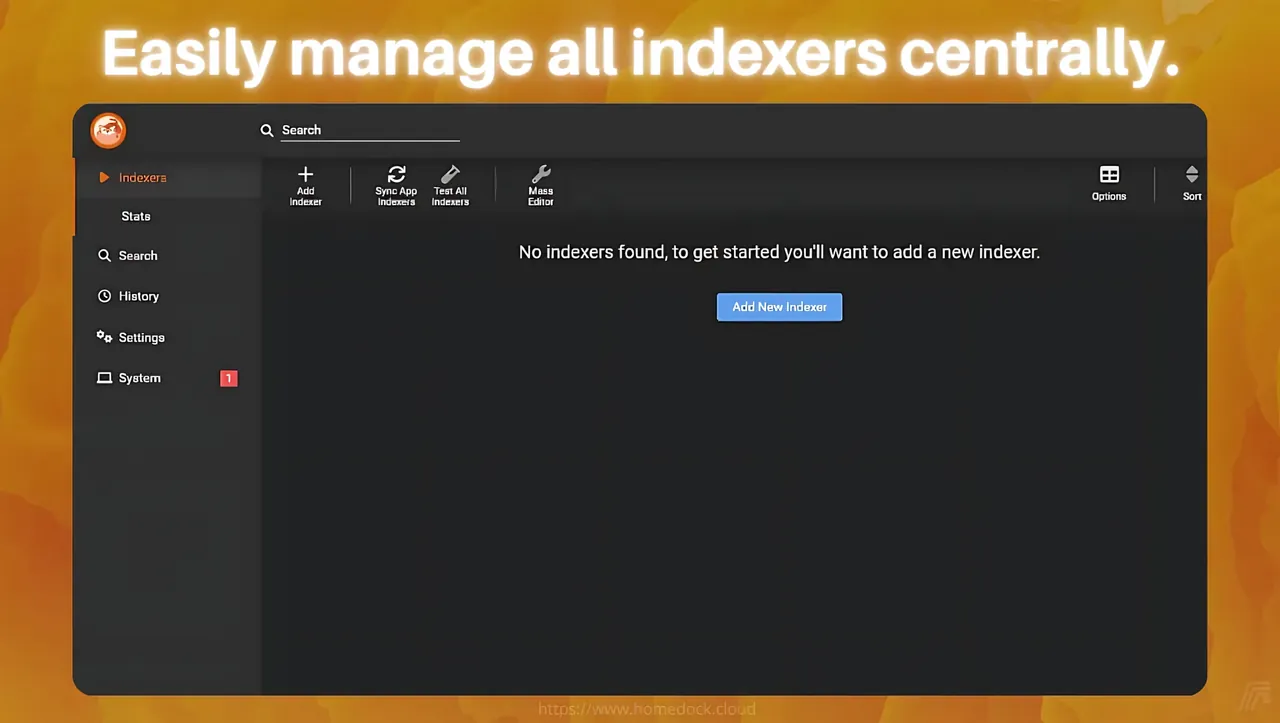 Easily manage all indexers centrally.
Search
Indexers
Stats
Search
History
Settings
System 1
Add
Indexer
Sync App
Indexers
Test All
Indexers
Mass
Editor
Options
Sort
No indexers found, to get started you'll want to add a new indexer.
Add New Indexer
https://www.homedock.cloud